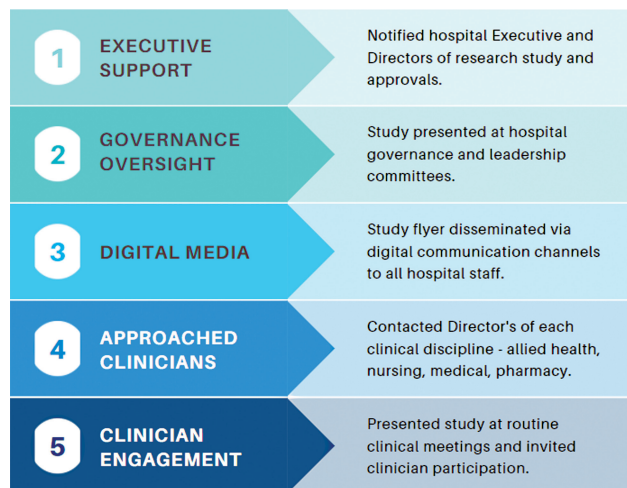 1
EXECUTIVE
SUPPORT
Notified hospital Executive and
Directors of research study and
approvals.
2
GOVERNANCE
OVERSIGHT
Study presented at hospital
governance and leadership
committees.
3
DIGITAL MEDIA
Study flyer disseminated via
digital communication channels
to all hospital staff.
4
APPROACHED
CLINICIANS
Contacted Director's of each
clinical discipline - allied health,
nursing, medical, pharmacy.
5
CLINICIAN
ENGAGEMENT
Presented study at routine
clinical meetings and invited
clinician participation.